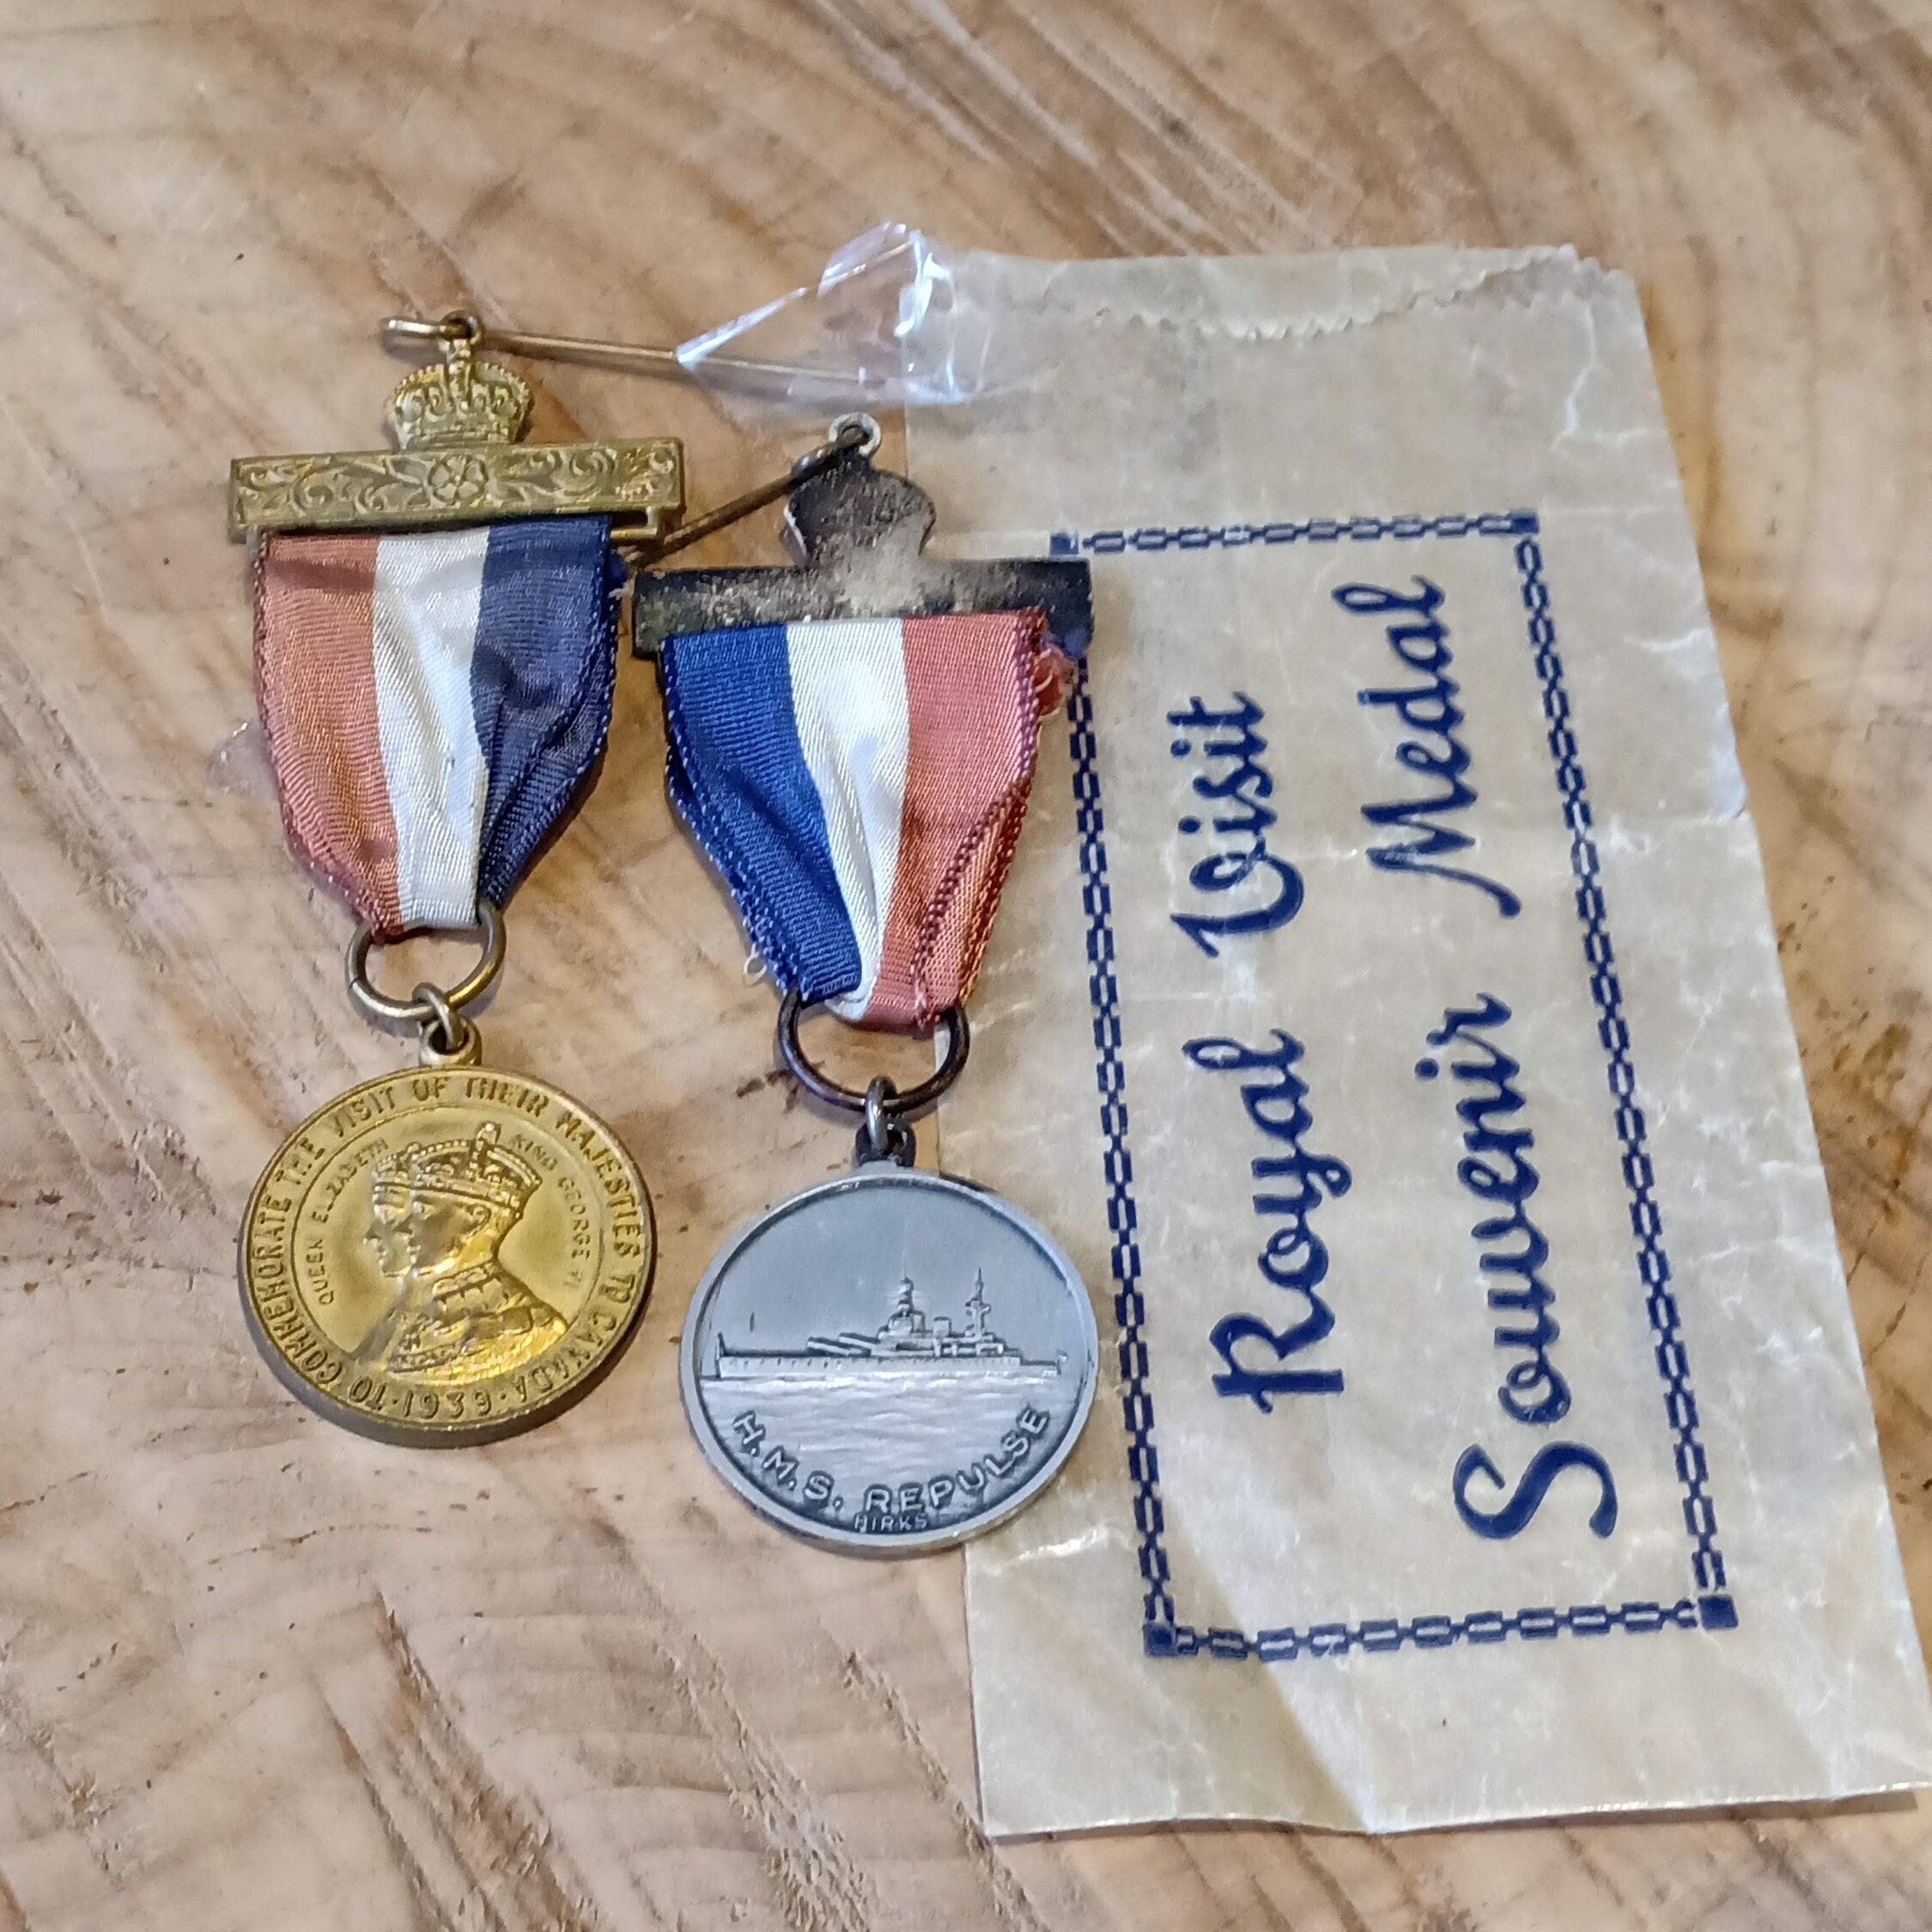 TO COMMEMORATE THE VISIT OF THEIR MAJESTIES TO CANADA · 1939 ·
QUEEN ELIZABETH KING GEORGE VI
H.M.S. REPULSE
BIRKS
Royal Visit
Souvenir Medal